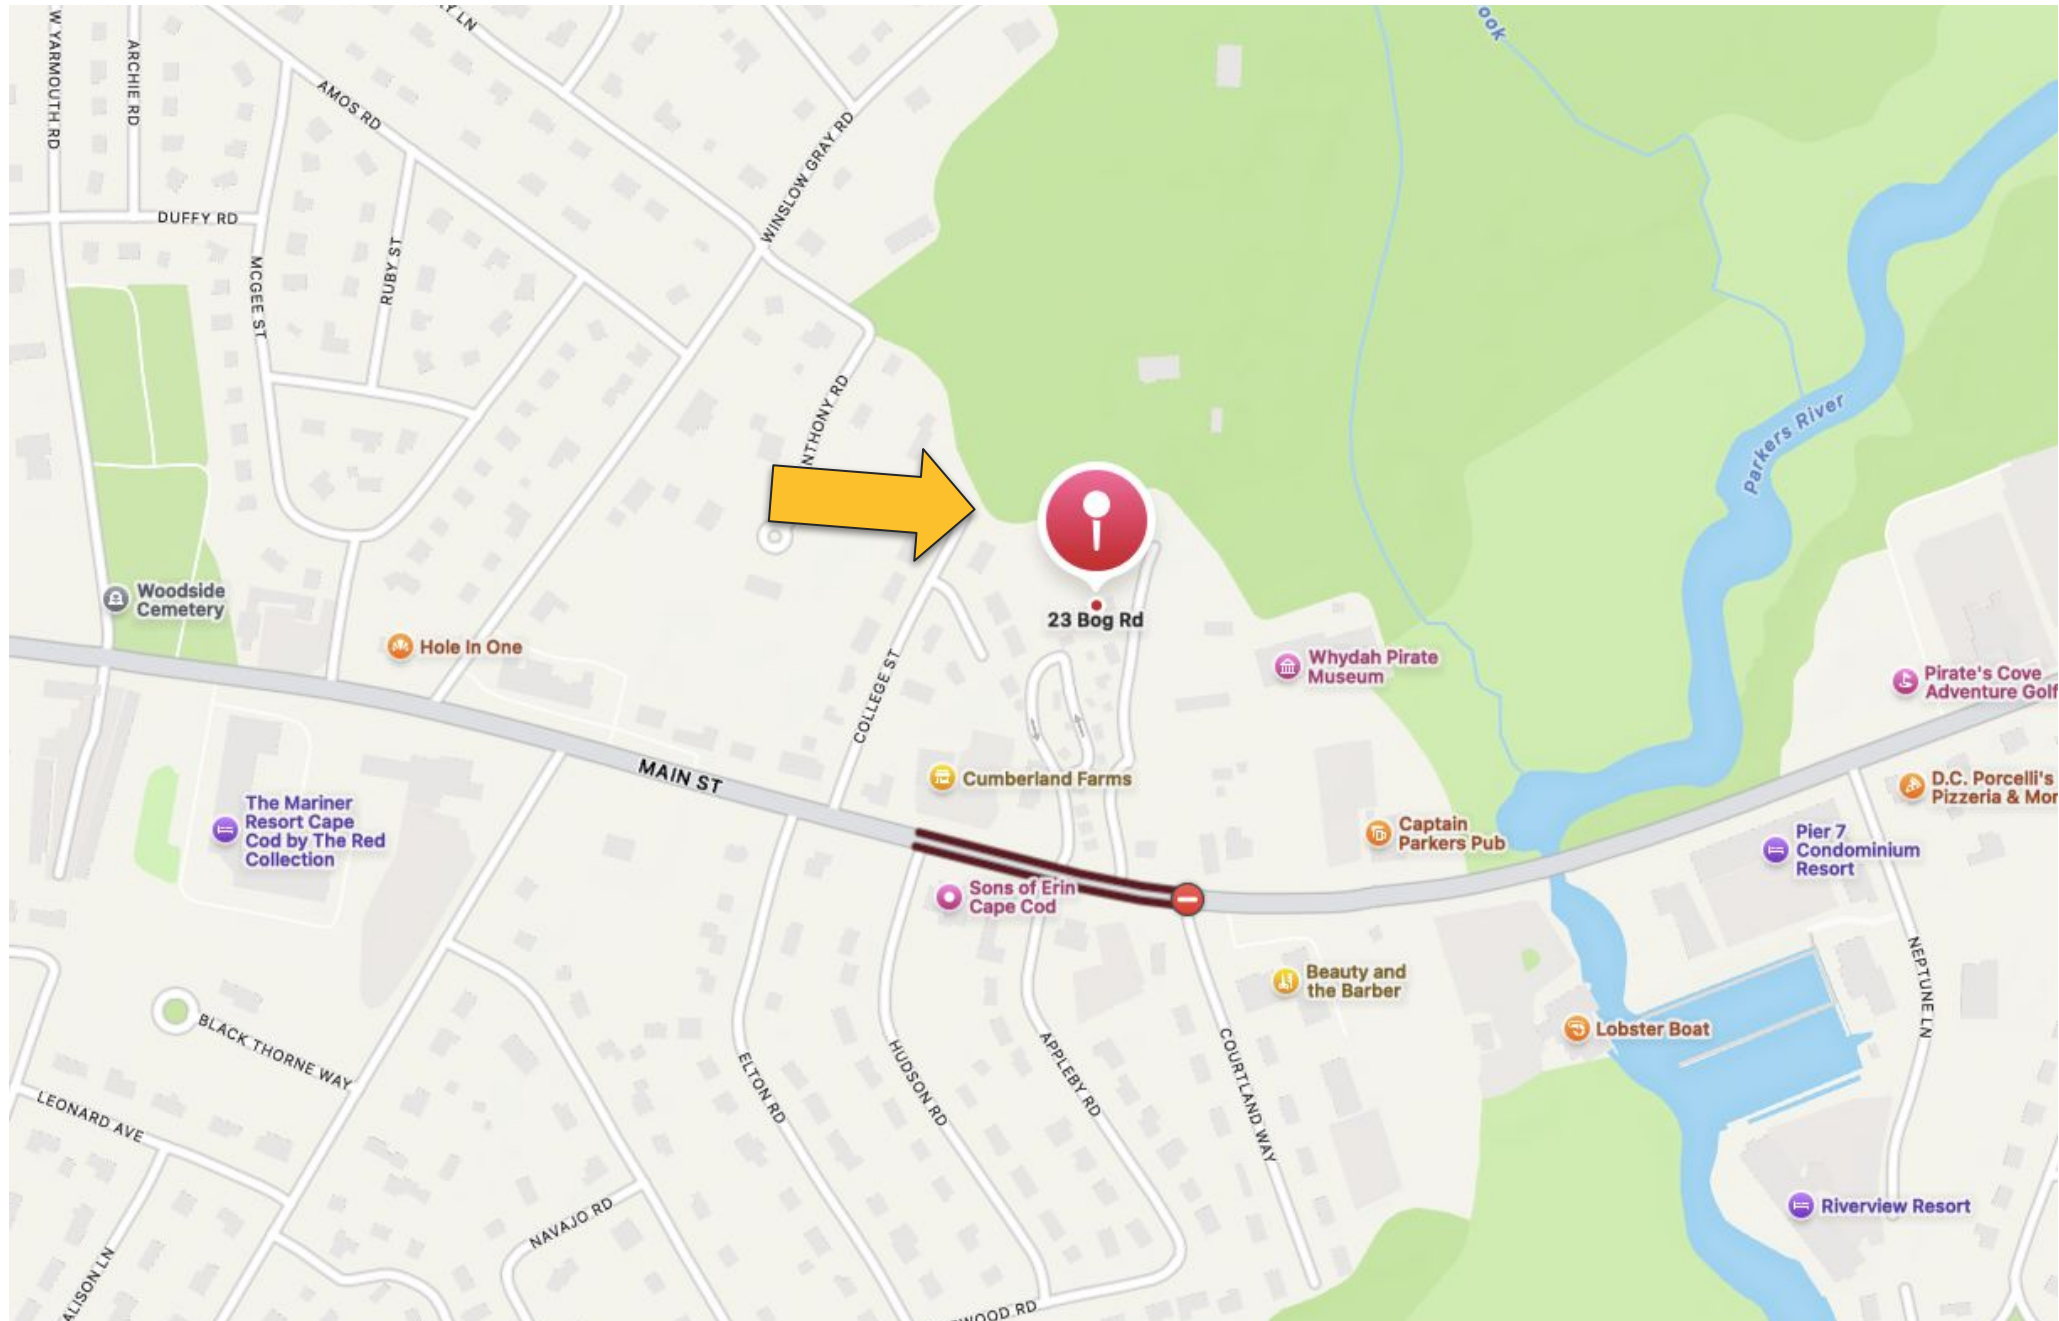 W YARMOUTH RD
ARCHIE RD
Y LN
AMOS RD
WINSLOW GRAY RD
ook
DUFFY RD
MCGEE ST
RUBY ST
NTHONY RD
Parkers River
Woodside
Cemetery
Hole In One
23 Bog Rd
COLLEGE ST
Whydah Pirate
Museum
Pirate's Cove
Adventure Golf
MAIN ST
Cumberland Farms
The Mariner
Resort Cape
Cod by The Red
Collection
Captain
Parkers Pub
D.C. Porcelli's
Pizzeria & Mor
Pier 7
Condominium
Resort
Sons of Erin
Cape Cod
Beauty and
the Barber
Lobster Boat
NEPTUNE LN
BLACK THORNE WAY
LEONARD AVE
ELTON RD
HUDSON RD
APPLEBY RD
COURTLAND WAY
NAVAJO RD
ALISON LN
WOOD RD
Riverview Resort